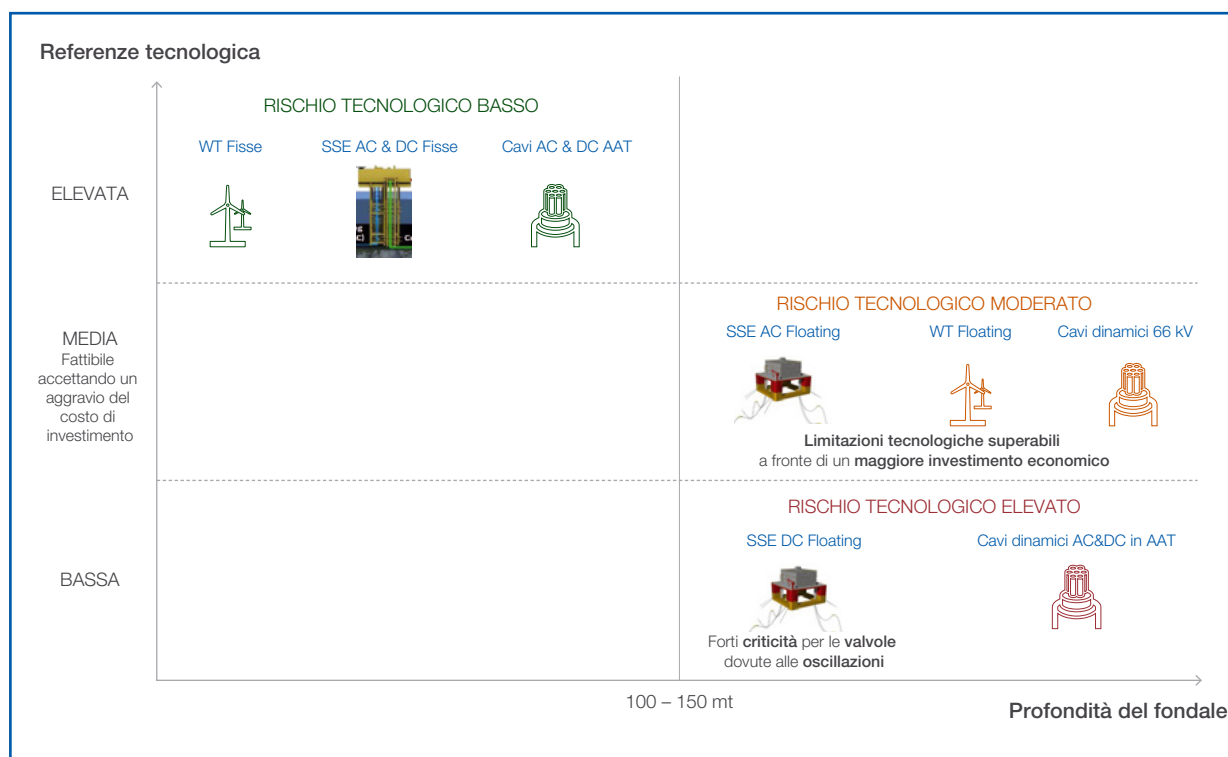 Referenze tecnologica
RISCHIO TECNOLOGICO BASSO
WT Fisse
SSE AC & DC Fisse
Cavi AC & DC AAT
ELEVATA
RISCHIO TECNOLOGICO MODERATO
SSE AC Floating
WT Floating
Cavi dinamici 66 kV
MEDIA
Fattibile
accettando un
aggravio del
costo di
investimento
Limitazioni tecnologiche superabili
a fronte di un maggiore investimento economico
RISCHIO TECNOLOGICO ELEVATO
SSE DC Floating
Cavi dinamici AC&DC in AAT
BASSA
Forti criticità per le valvole
dovute alle oscillazioni
100 – 150 mt
Profondità del fondale